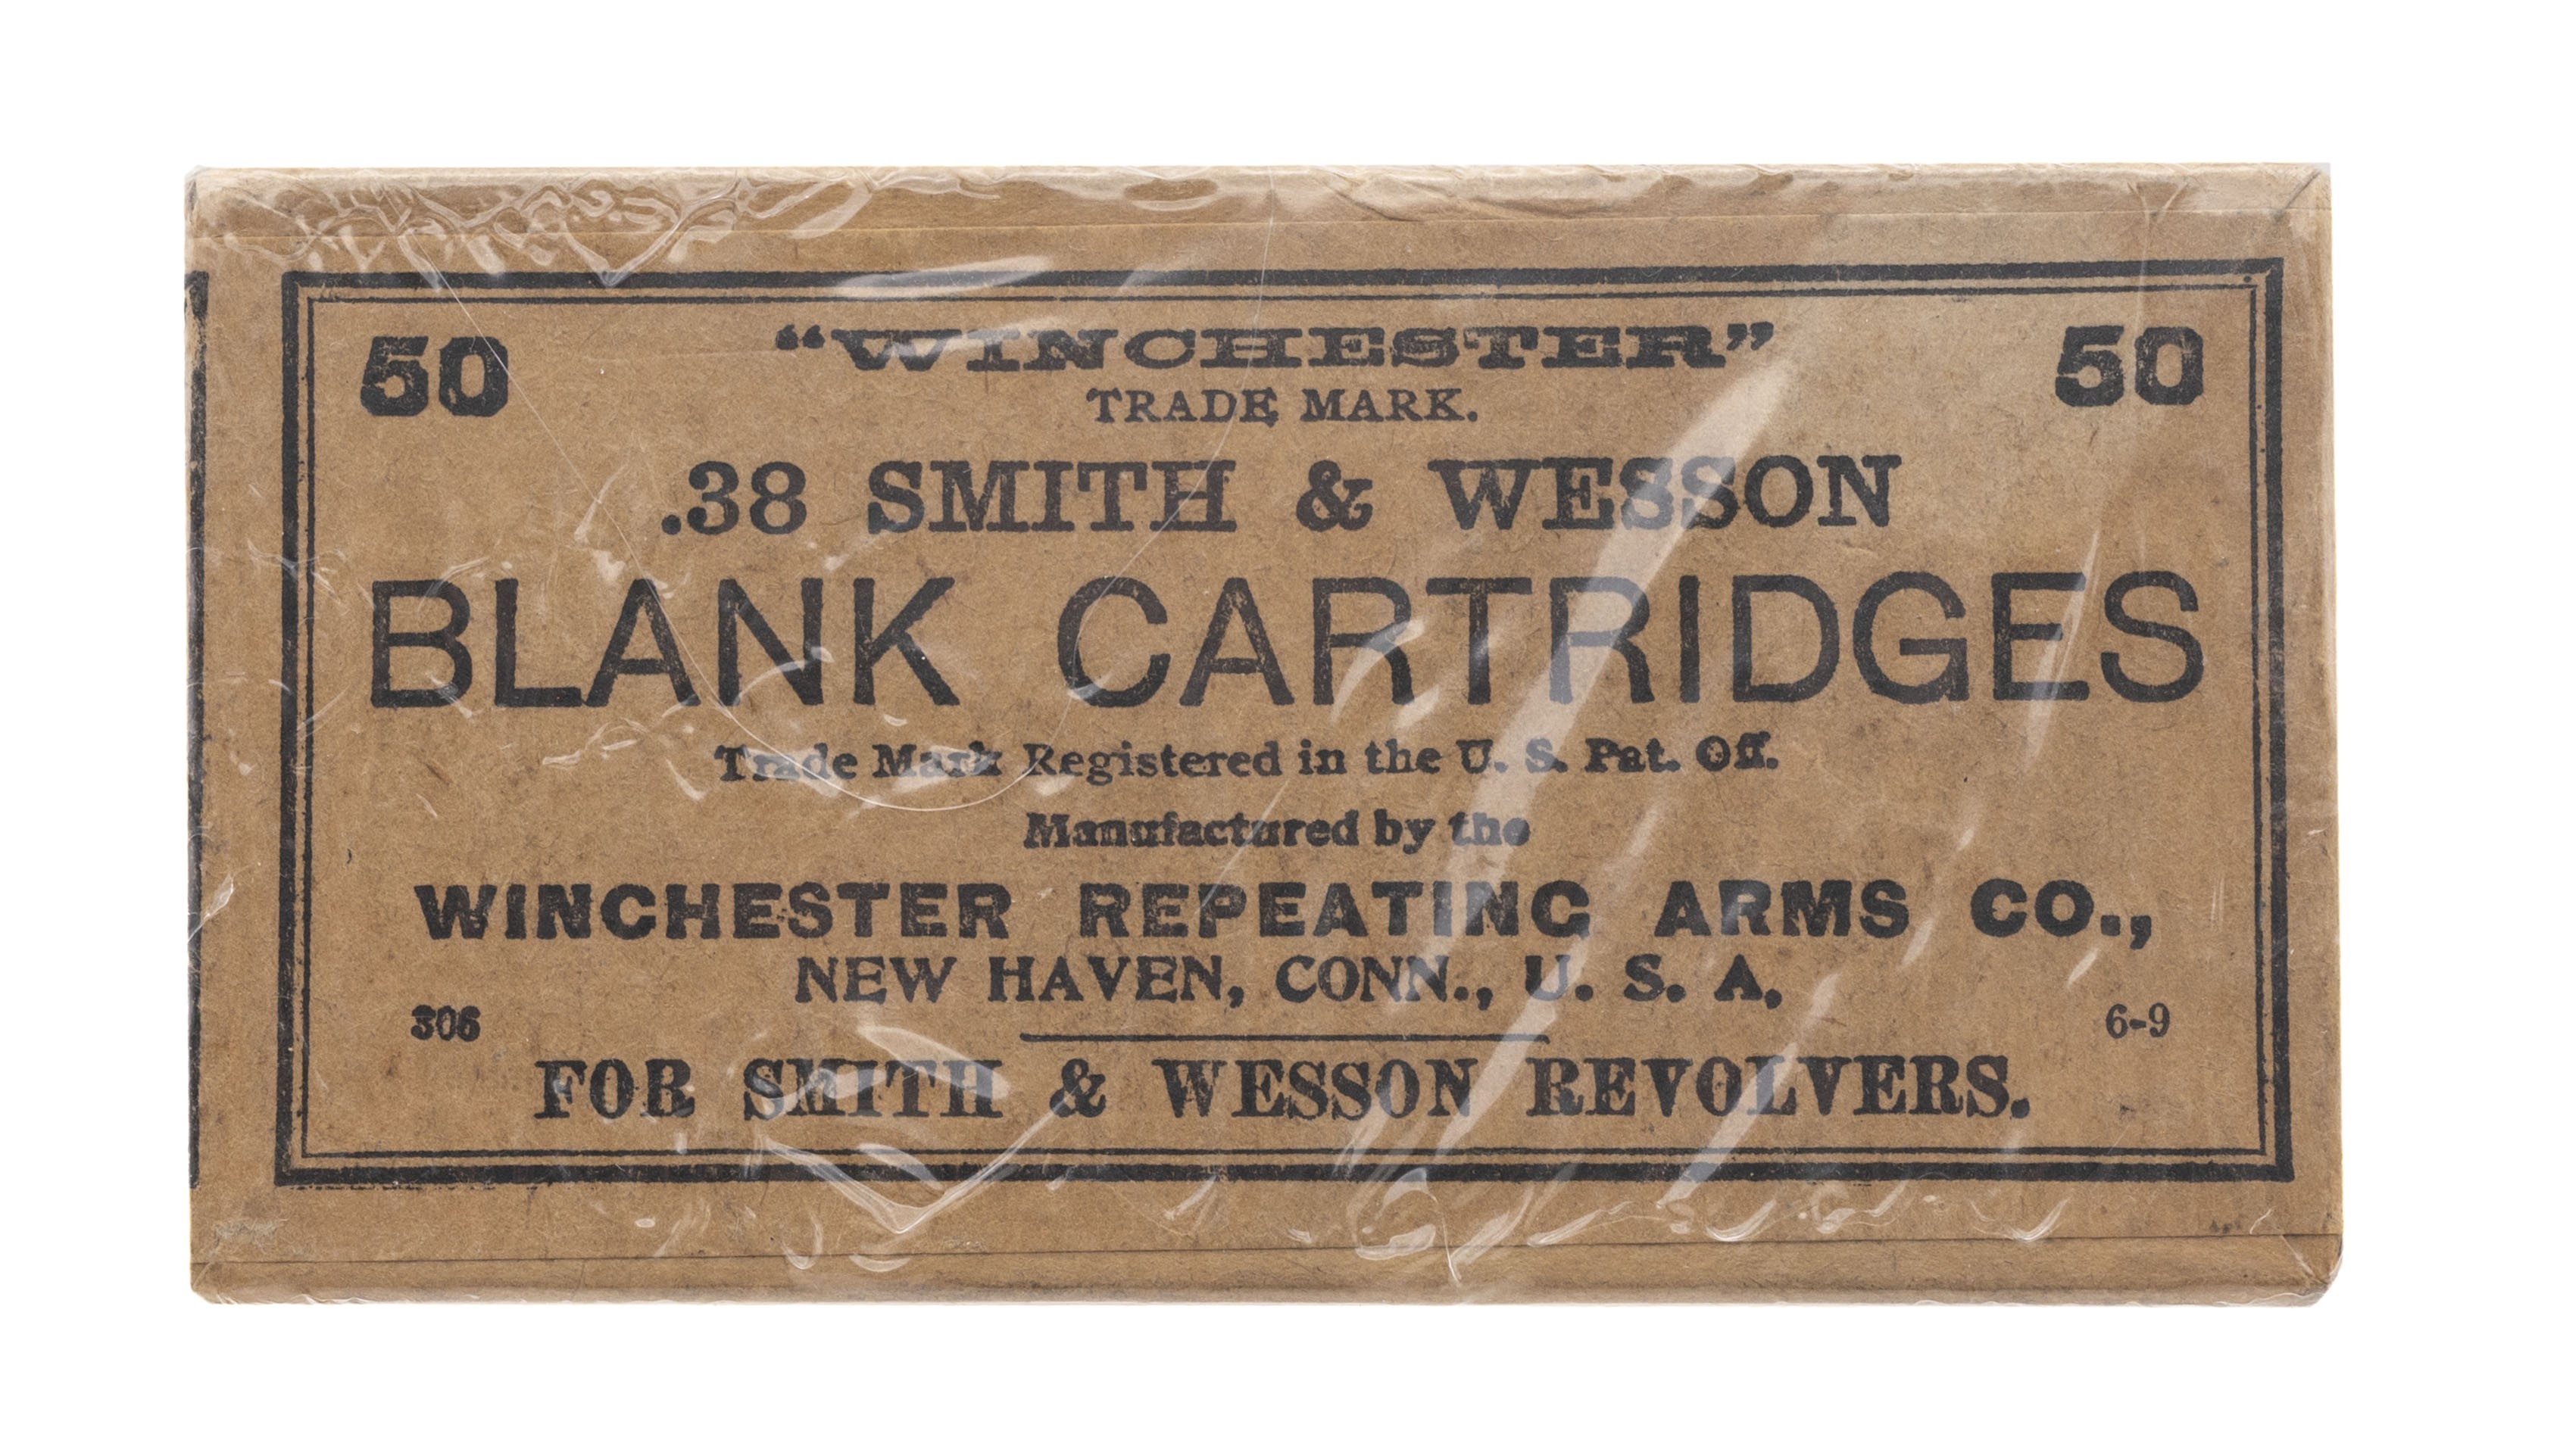 50 "WINCHESTER" 50
TRADE MARK.
.38 SMITH & WESSON
BLANK CARTRIDGES
Trade Mark Registered in the U. S. Pat. Off.
Manufactured by the
WINCHESTER REPEATING ARMS CO.,
NEW HAVEN, CONN., U. S. A.
306 6-9
FOR SMITH & WESSON REVOLVERS.